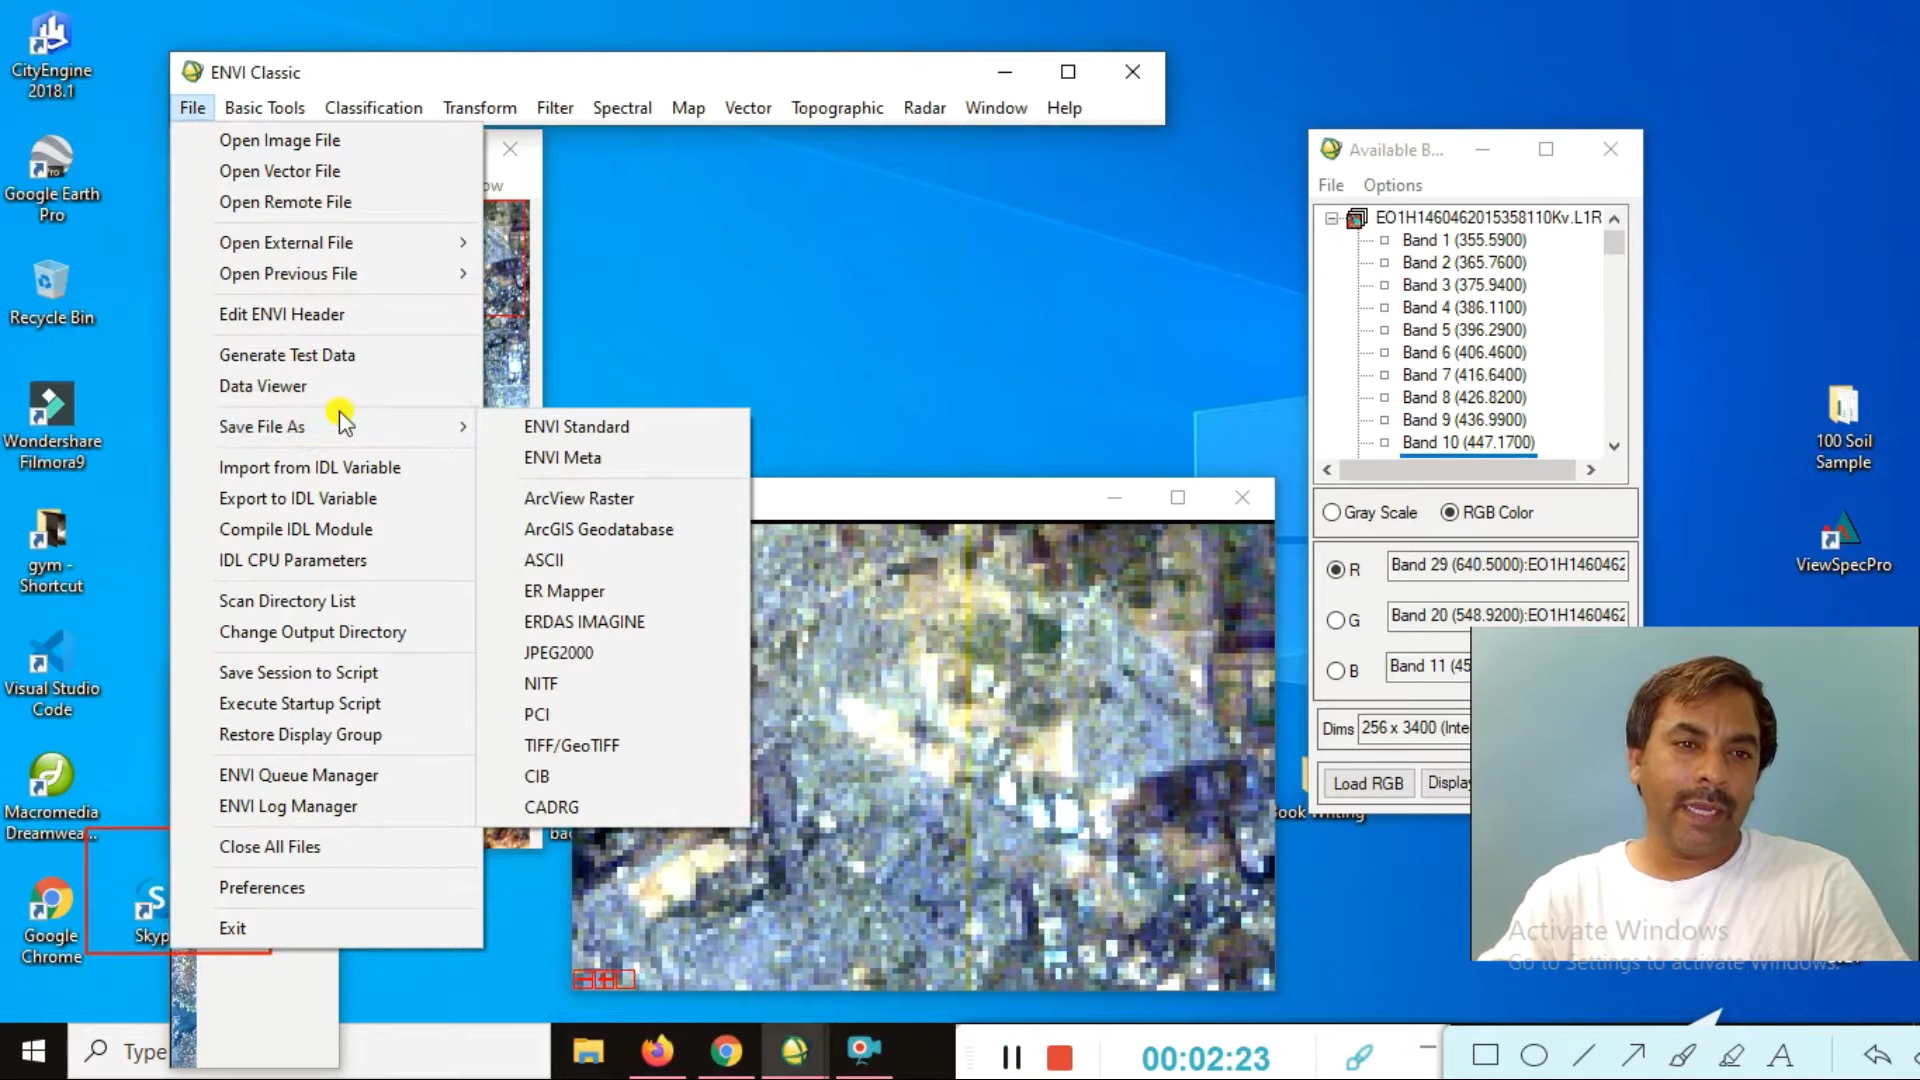 CityEngine
2018.1
Google Earth
Pro
Recycle Bin
Wondershare
Filmora9
gym -
Shortcut
Visual Studio
Code
Macromedia
Dreamwea...
Google
Chrome
Skyp
ENVI Classic
File Basic Tools Classification Transform Filter Spectral Map Vector Topographic Radar Window Help
Open Image File
Open Vector File
Open Remote File
Open External File
Open Previous File
Edit ENVI Header
Generate Test Data
Data Viewer
Save File As
Import from IDL Variable
Export to IDL Variable
Compile IDL Module
IDL CPU Parameters
Scan Directory List
Change Output Directory
Save Session to Script
Execute Startup Script
Restore Display Group
ENVI Queue Manager
ENVI Log Manager
Close All Files
Preferences
Exit
ow
ENVI Standard
ENVI Meta
ArcView Raster
ArcGIS Geodatabase
ASCII
ER Mapper
ERDAS IMAGINE
JPEG2000
NITF
PCI
TIFF/GeoTIFF
CIB
CADRG
Available B...
File Options
EO1H1460462015358110Kv.L1R
Band 1 (355.5900)
Band 2 (365.7600)
Band 3 (375.9400)
Band 4 (386.1100)
Band 5 (396.2900)
Band 6 (406.4600)
Band 7 (416.6400)
Band 8 (426.8200)
Band 9 (436.9900)
Band 10 (447.1700)
Gray Scale RGB Color
R Band 29 (640.5000):EO1H1460462
G Band 20 (548.9200):EO1H1460462
B Band 11 (45
Dims 256 x 3400 (Inte
Load RGB Display
ook Writing
100 Soil
Sample
ViewSpecPro
Activate Windows
Go to Settings to activate Windows.
Type
00:02:23